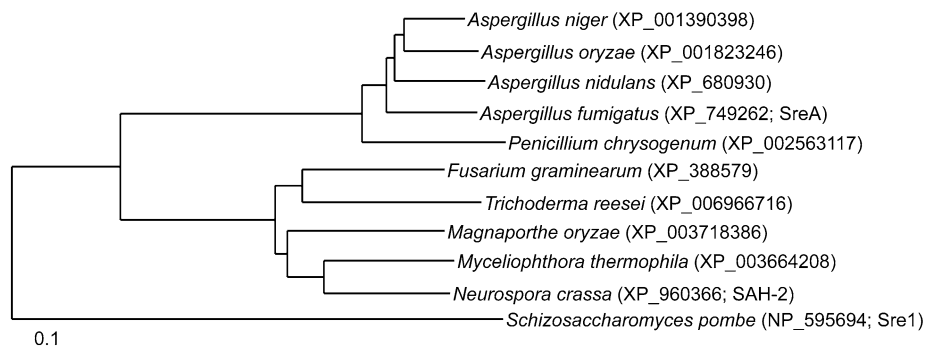 Aspergillus niger (XP_001390398)
Aspergillus oryzae (XP_001823246)
Aspergillus nidulans (XP_680930)
Aspergillus fumigatus (XP_749262; SreA)
Penicillium chrysogenum (XP_002563117)
Fusarium graminearum (XP_388579)
Trichoderma reesei (XP_006966716)
Magnaporthe oryzae (XP_003718386)
Myceliophthora thermophila (XP_003664208)
Neurospora crassa (XP_960366; SAH-2)
Schizosaccharomyces pombe (NP_595694; Sre1)
0.1